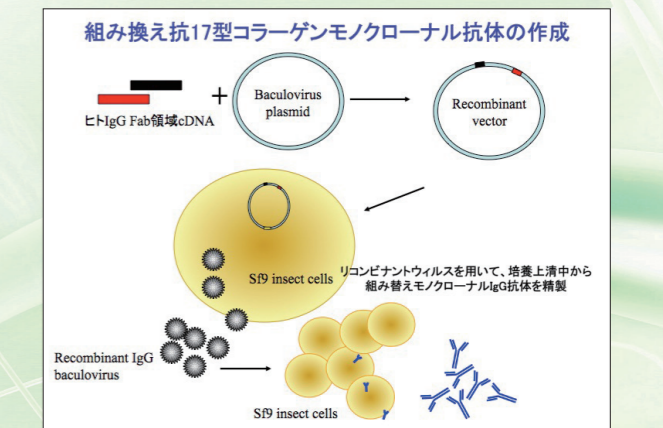 組み換え抗17型コラーゲンモノクローナル抗体の作成
Baculovirus
plasmid
Recombinant
vector
ヒトIgG Fab領域cDNA
Sf9 insect cells
リコンビナントウィルスを用いて、培養上清中から
組み替えモノクローナルIgG抗体を精製
Recombinant IgG
baculovirus
Sf9 insect cells